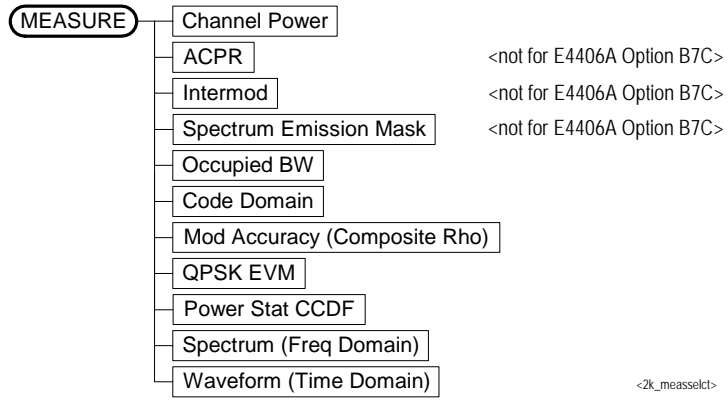 MEASURE
Channel Power
ACPR <not for E4406A Option B7C>
Intermod <not for E4406A Option B7C>
Spectrum Emission Mask <not for E4406A Option B7C>
Occupied BW
Code Domain
Mod Accuracy (Composite Rho)
QPSK EVM
Power Stat CCDF
Spectrum (Freq Domain)
Waveform (Time Domain) <2k_measselct>